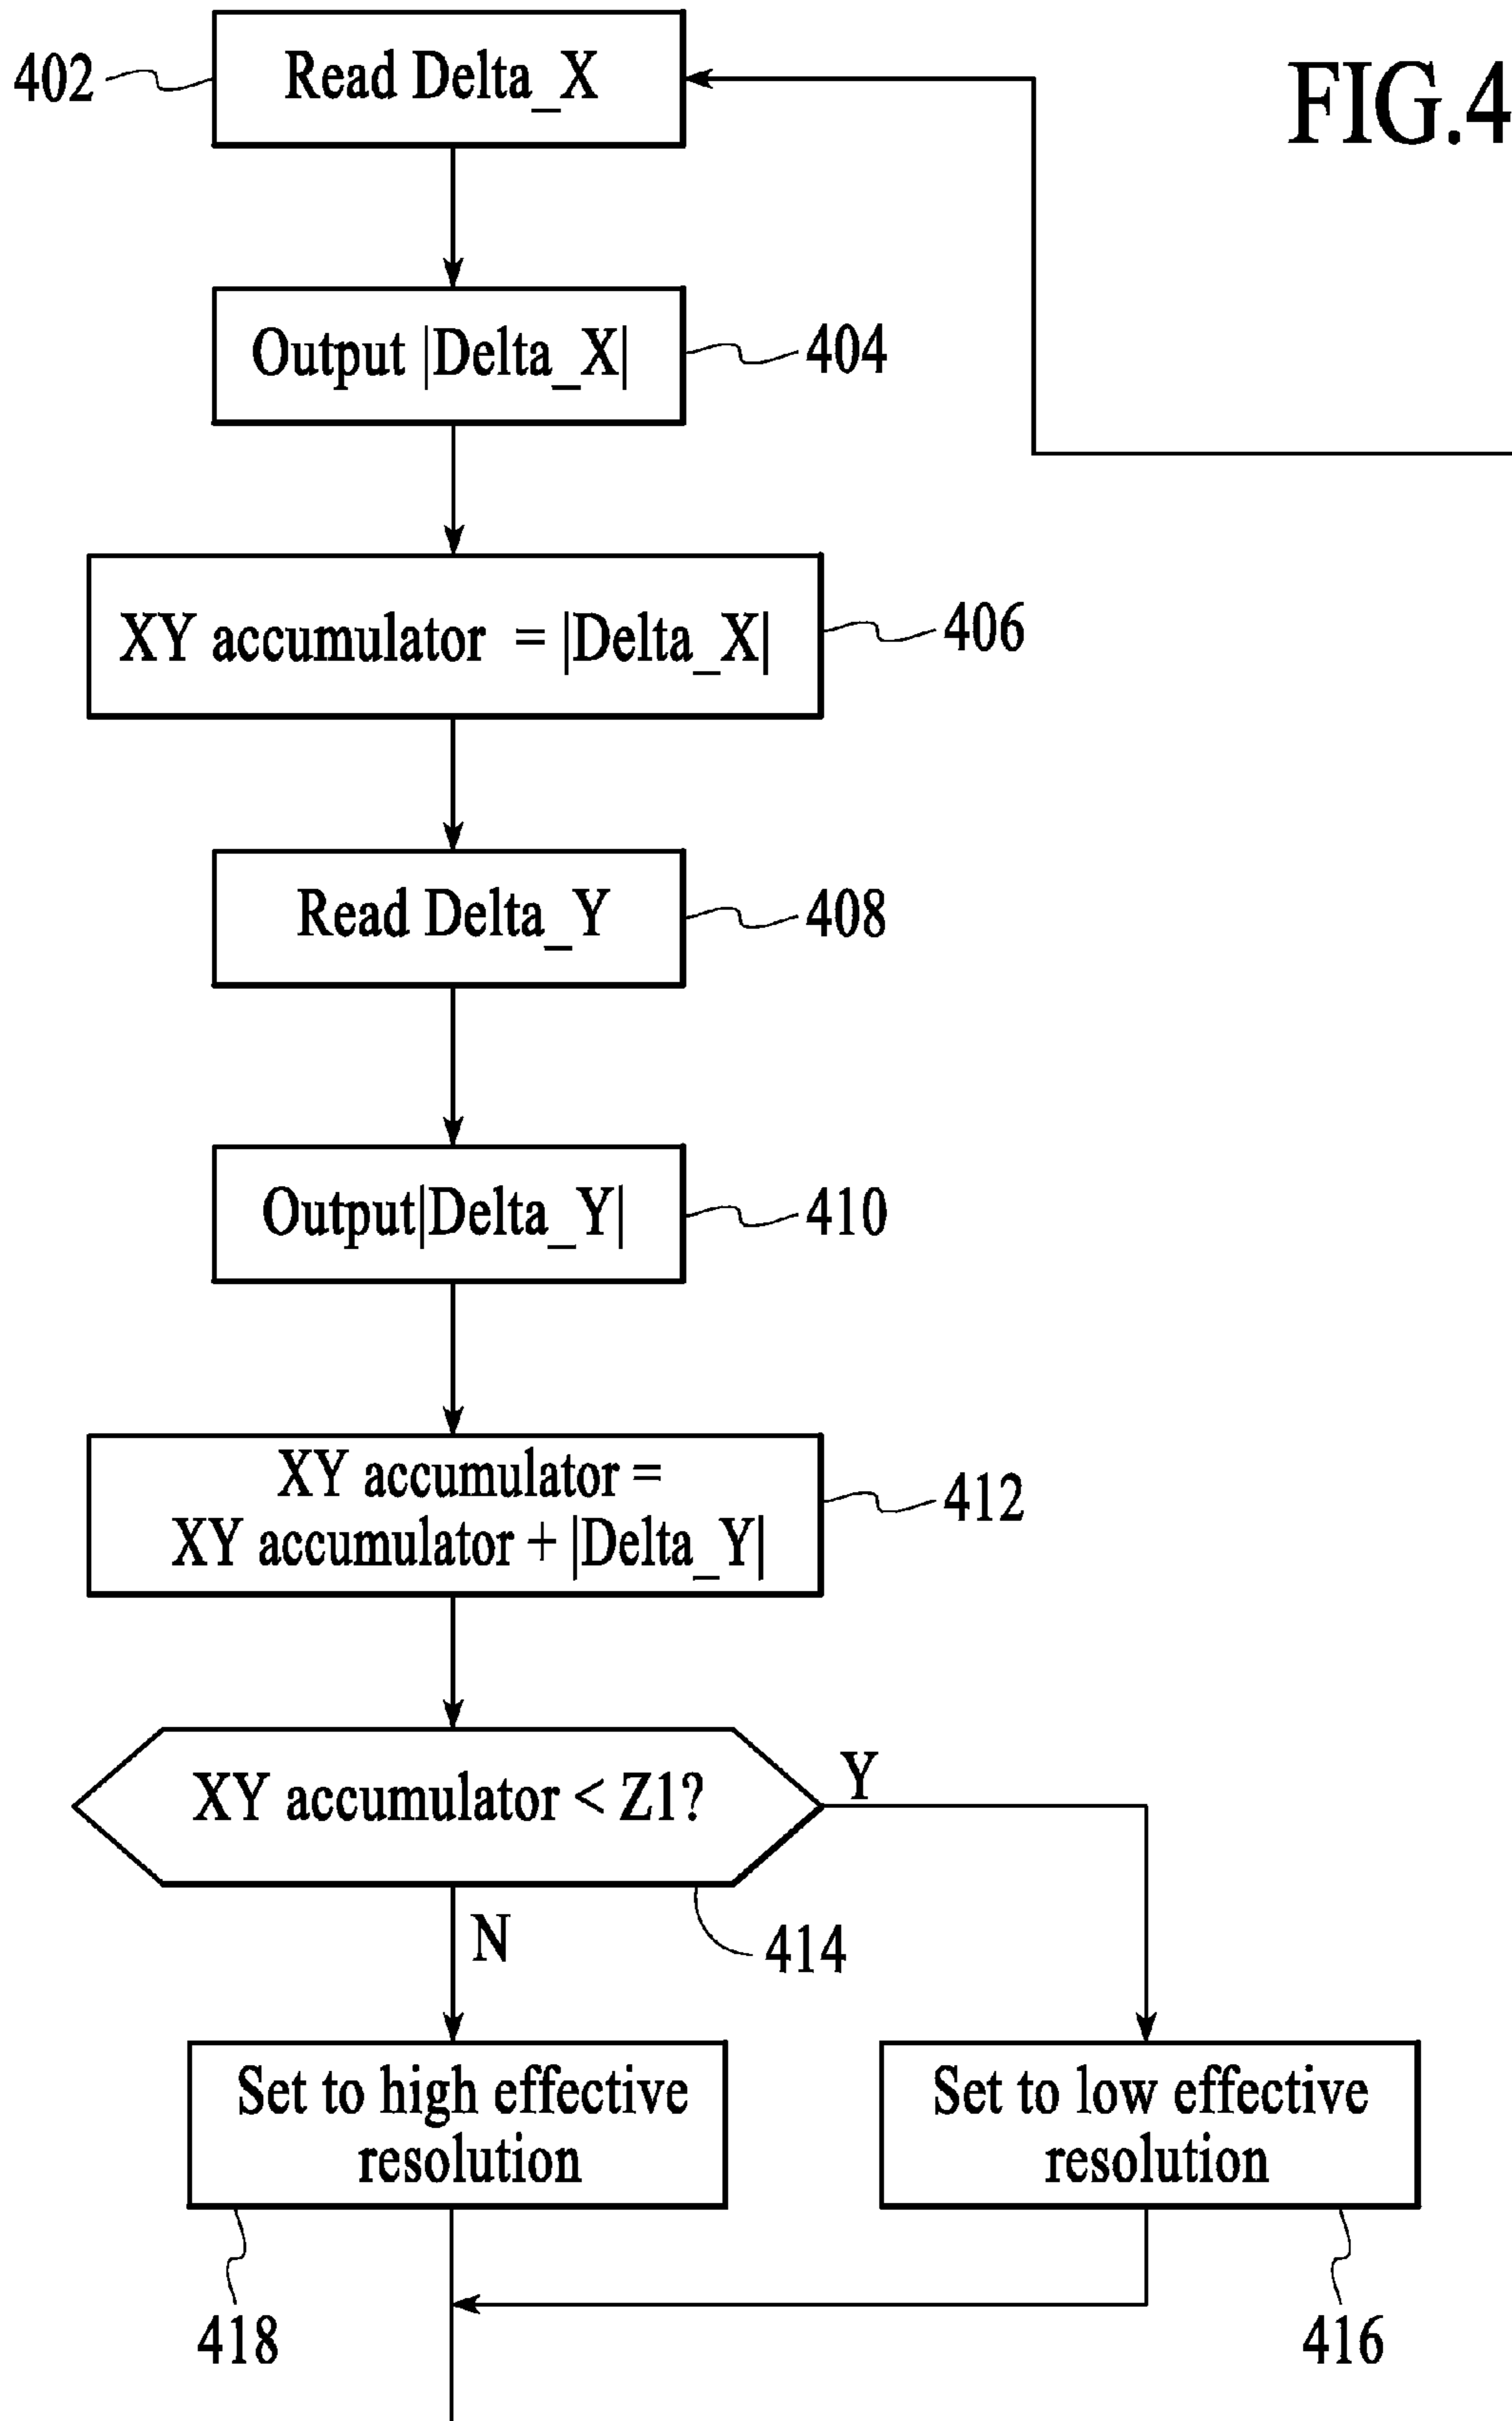 FIG.4
402
Read Delta_X
Output |Delta_X|
404
XY accumulator = |Delta_X|
406
Read Delta_Y
408
Output|Delta_Y|
410
XY accumulator =
XY accumulator + |Delta_Y|
412
XY accumulator < Z1?
Y
N
414
Set to high effective
resolution
Set to low effective
resolution
418
416